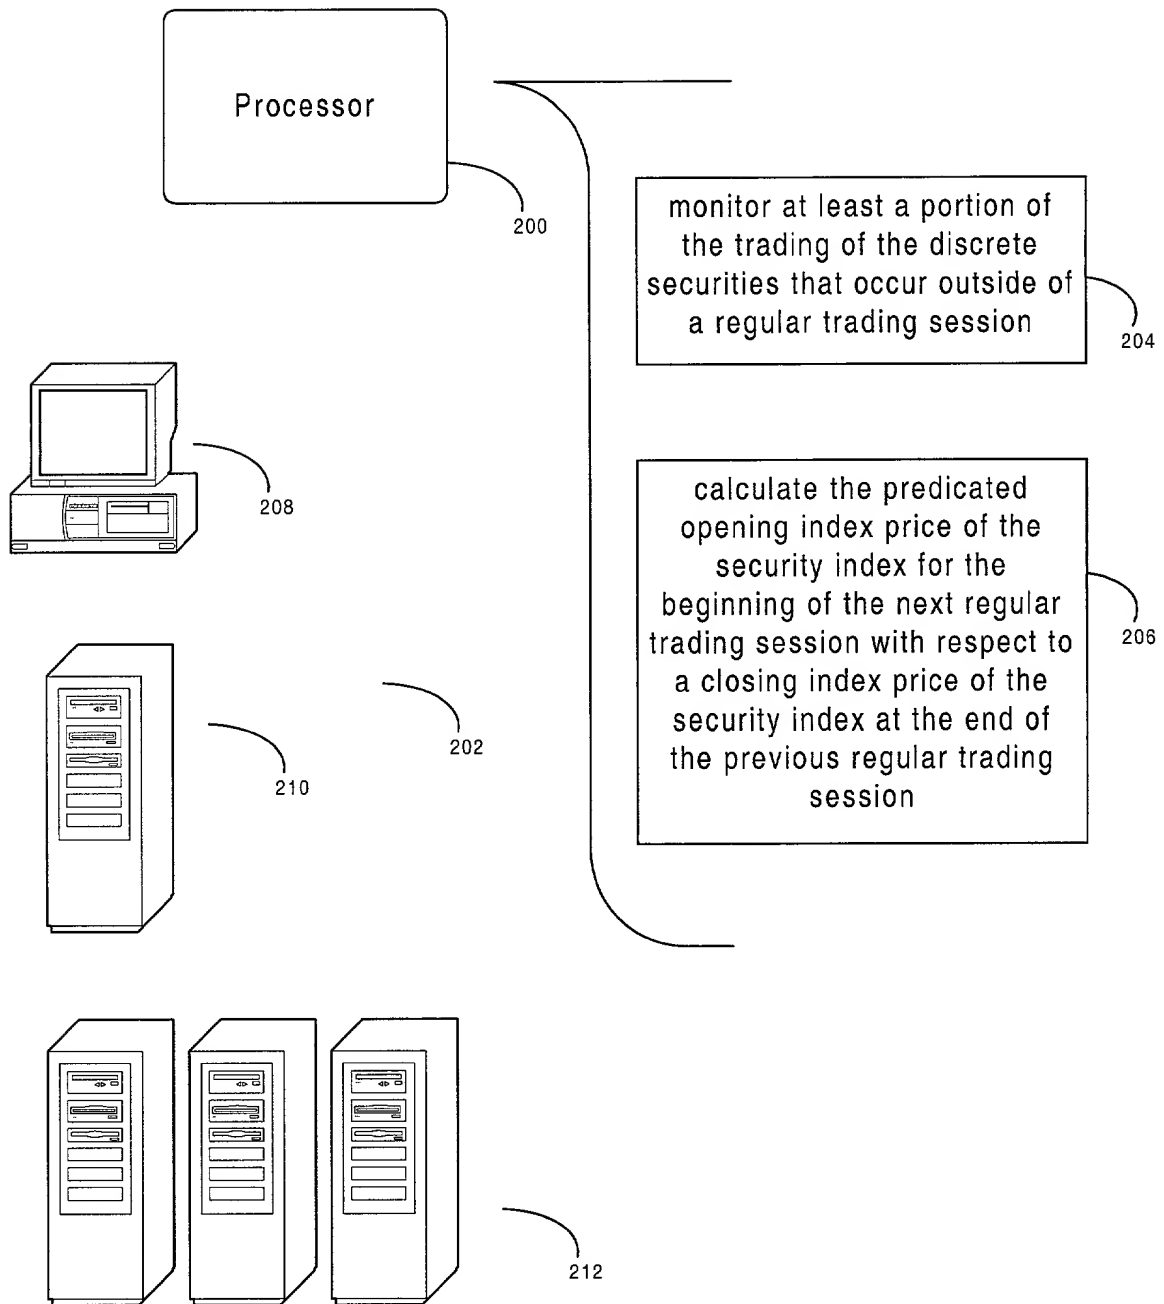 Processor
200
monitor at least a portion of
the trading of the discrete
securities that occur outside of
a regular trading session
204
208
calculate the predicated
opening index price of the
security index for the
beginning of the next regular
trading session with respect to
a closing index price of the
security index at the end of
the previous regular trading
session
206
202
210
212